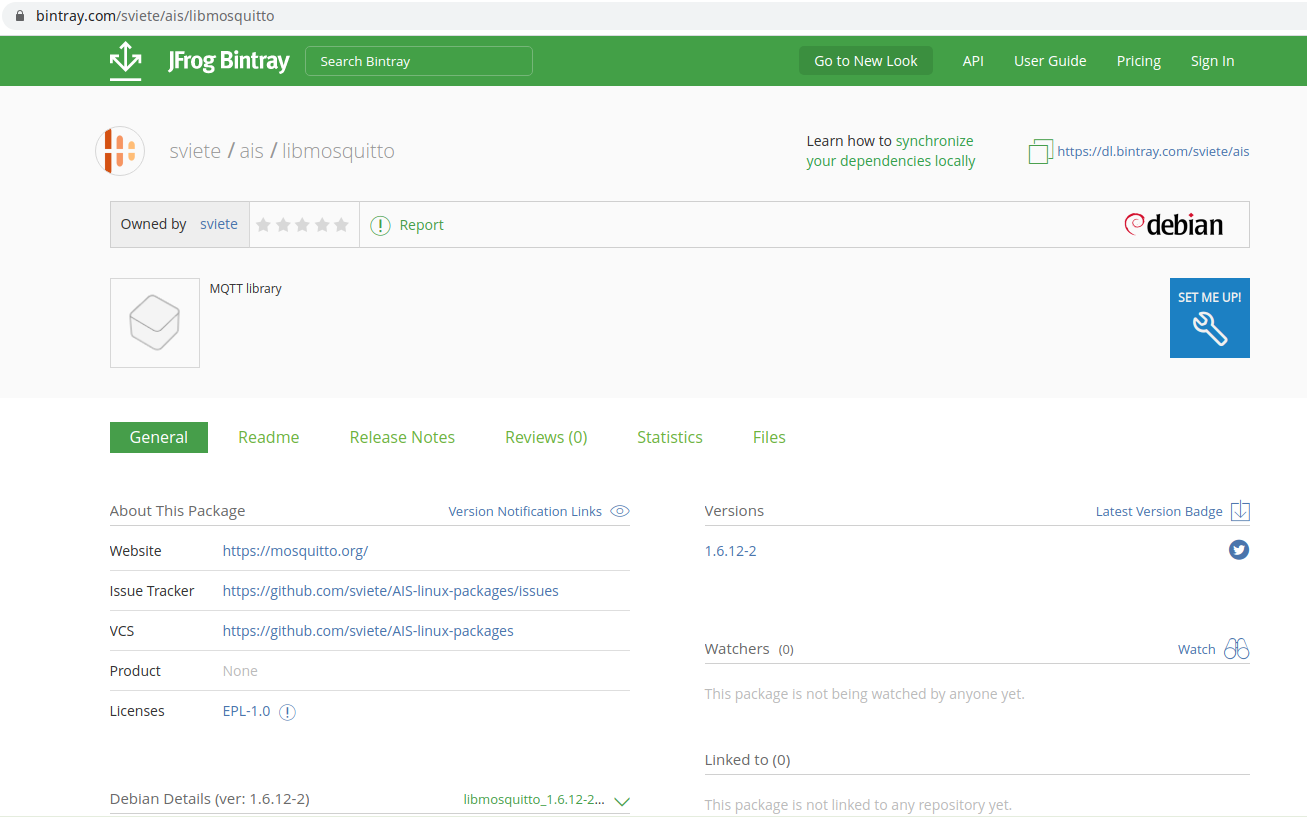 bintray.com/sviete/ais/libmosquitto
JFrog Bintray Search Bintray Go to New Look API User Guide Pricing Sign In
sviete / ais / libmosquitto
Learn how to synchronize
your dependencies locally
https://dl.bintray.com/sviete/ais
Owned by sviete Report debian
MQTT library
SET ME UP!
General Readme Release Notes Reviews (0) Statistics Files
About This Package Version Notification Links
Website https://mosquitto.org/
Issue Tracker https://github.com/sviete/AIS-linux-packages/issues
VCS https://github.com/sviete/AIS-linux-packages
Product None
Licenses EPL-1.0
Debian Details (ver: 1.6.12-2) libmosquitto_1.6.12-2...
Versions Latest Version Badge
1.6.12-2
Watchers (0) Watch
This package is not being watched by anyone yet.
Linked to (0)
This package is not linked to any repository yet.